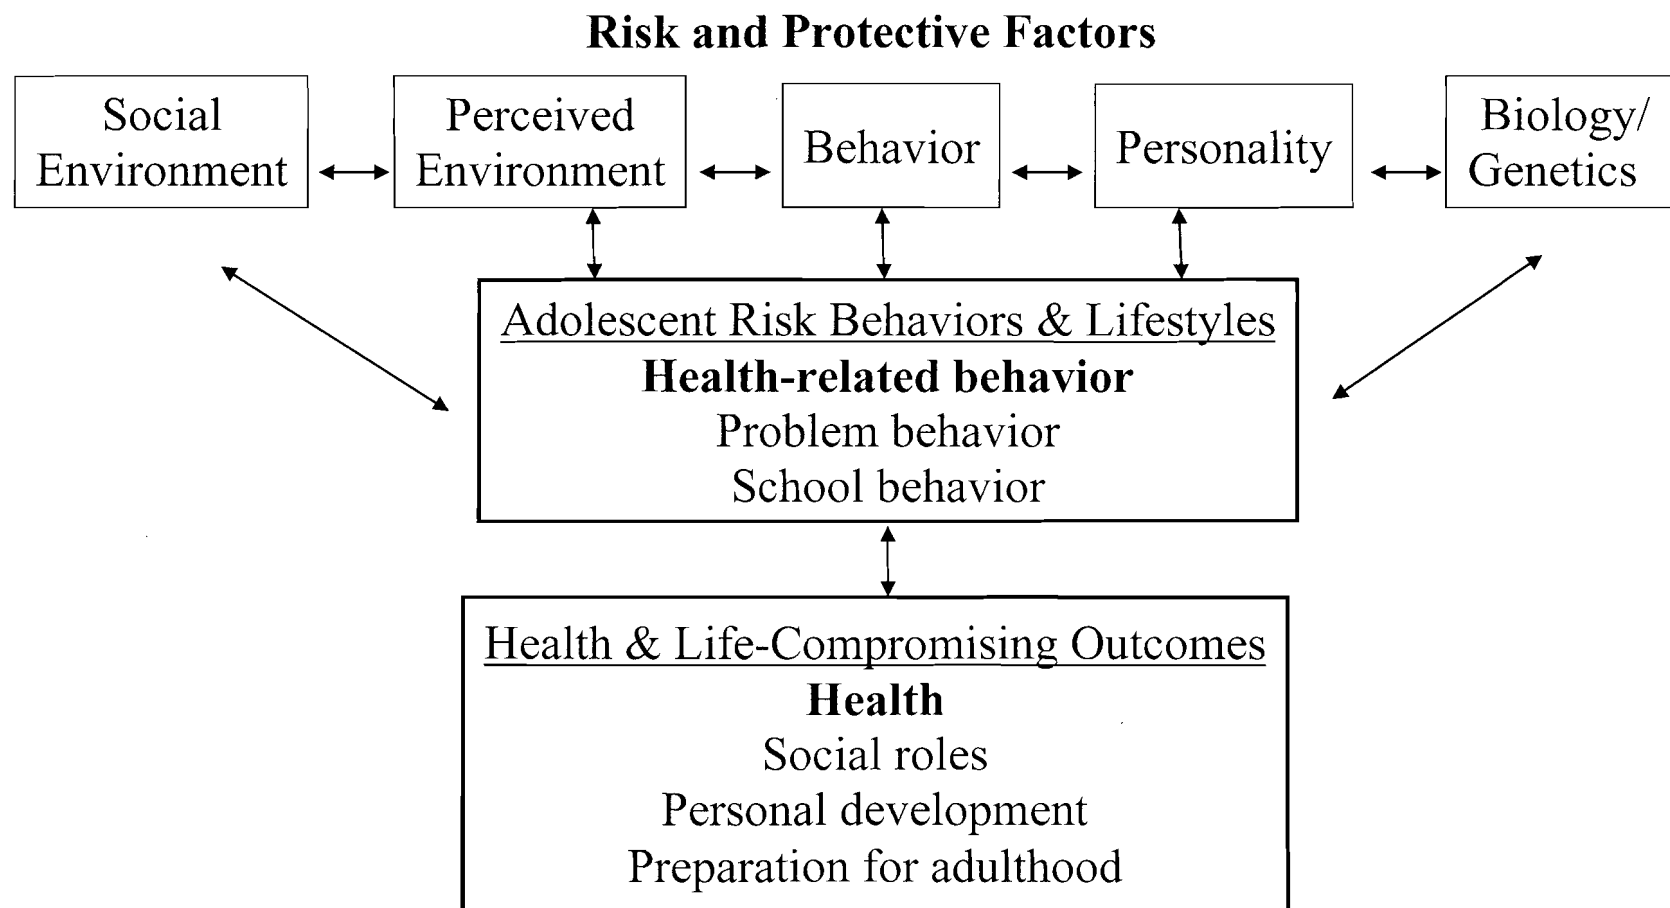 Risk and Protective Factors
Social
Environment
Perceived
Environment
Behavior
Personality
Biology/
Genetics
Adolescent Risk Behaviors & Lifestyles
Health-related behavior
Problem behavior
School behavior
Health & Life-Compromising Outcomes
Health
Social roles
Personal development
Preparation for adulthood